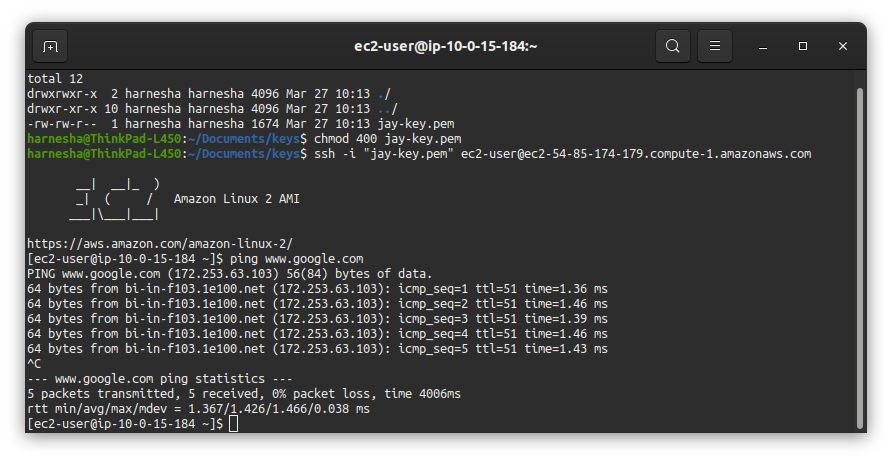 ec2-user@ip-10-0-15-184:~
total 12
drwxrwxr-x  2 harnesha harnesha 4096 Mar 27 10:13 ./
drwxr-xr-x 10 harnesha harnesha 4096 Mar 27 10:13 ../
-rw-rw-r--  1 harnesha harnesha 1674 Mar 27 10:13 jay-key.pem
harnesha@ThinkPad-L450:~/Documents/keys$ chmod 400 jay-key.pem
harnesha@ThinkPad-L450:~/Documents/keys$ ssh -i "jay-key.pem" ec2-user@ec2-54-85-174-179.compute-1.amazonaws.com
       __|  __|_  )
       _|  (     /   Amazon Linux 2 AMI
      ___|\___|___|
https://aws.amazon.com/amazon-linux-2/
[ec2-user@ip-10-0-15-184 ~]$ ping www.google.com
PING www.google.com (172.253.63.103) 56(84) bytes of data.
64 bytes from bi-in-f103.1e100.net (172.253.63.103): icmp_seq=1 ttl=51 time=1.36 ms
64 bytes from bi-in-f103.1e100.net (172.253.63.103): icmp_seq=2 ttl=51 time=1.46 ms
64 bytes from bi-in-f103.1e100.net (172.253.63.103): icmp_seq=3 ttl=51 time=1.39 ms
64 bytes from bi-in-f103.1e100.net (172.253.63.103): icmp_seq=4 ttl=51 time=1.46 ms
64 bytes from bi-in-f103.1e100.net (172.253.63.103): icmp_seq=5 ttl=51 time=1.43 ms
^C
--- www.google.com ping statistics ---
5 packets transmitted, 5 received, 0% packet loss, time 4006ms
rtt min/avg/max/mdev = 1.367/1.426/1.466/0.038 ms
[ec2-user@ip-10-0-15-184 ~]$